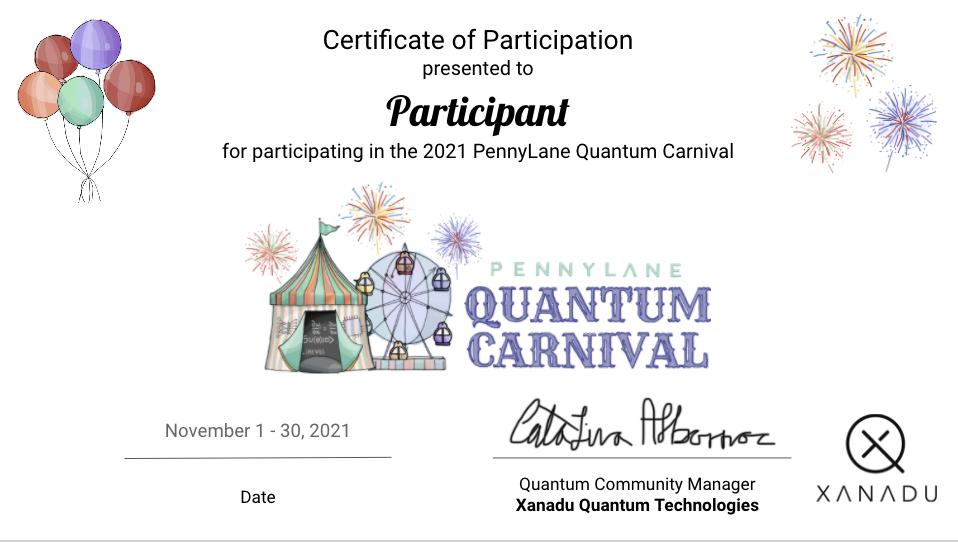 Certificate of Participation
presented to
Participant
for participating in the 2021 PennyLane Quantum Carnival
PENNYLANE
QUANTUM
CARNIVAL
November 1 - 30, 2021
Catalina Albornoz
Date
Quantum Community Manager
Xanadu Quantum Technologies
XANADU